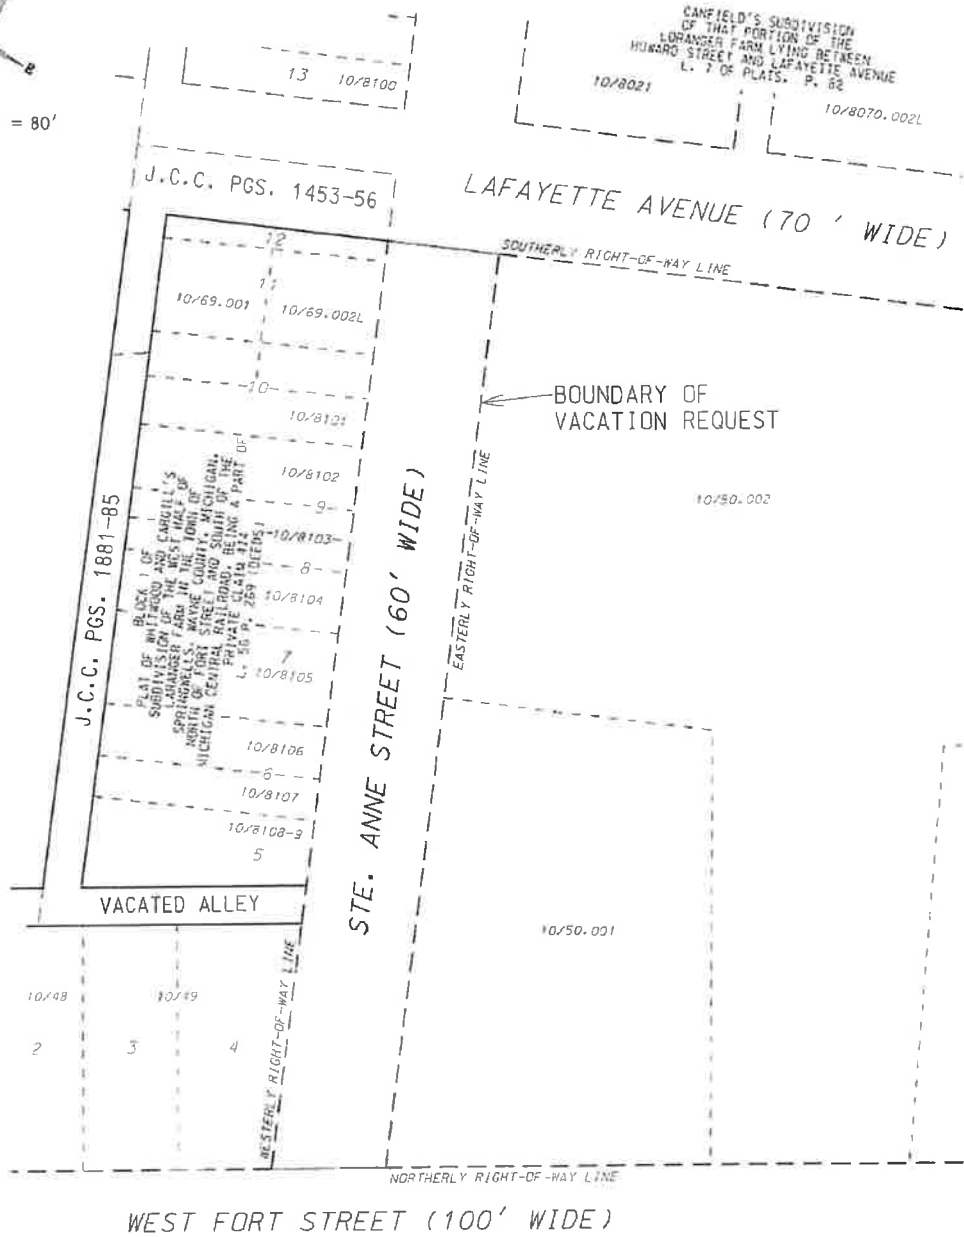 CANFIELD'S SUBDIVISION
OF THAT PORTION OF THE
LORANGER FARM LYING BETWEEN
HOWARD STREET AND LAFAYETTE AVENUE
L. 7 OF PLATS. P. 82
13
10/8100
10/8021
10/8070.002L
= 80'
J.C.C. PGS. 1453-56
LAFAYETTE AVENUE (70 ' WIDE)
SOUTHERLY RIGHT-OF-WAY LINE
12
11
10/69.001
10/69.002L
-10-
10/8101
BOUNDARY OF
VACATION REQUEST
10/8102
-9-
10/8103-
-8-
10/8104
7
10/8105
10/8106
-6-
10/8107
10/8108-9
5
J.C.C. PGS. 1881-85
BLOCK 1 OF
PLAT OF WHITWOOD AND CARGILL'S
SUBDIVISION OF THE WEST HALF OF
LARANGER FARM IN THE TOWN OF
SPRINGWELLS, WAYNE COUNTY, MICHIGAN,
NORTH OF FORT STREET AND SOUTH OF THE
MICHIGAN CENTRAL RAILROAD, BEING A PART OF
PRIVATE CLAIM 474
L. 56 P. 269 (DEEDS)
STE. ANNE STREET (60' WIDE)
EASTERLY RIGHT-OF-WAY LINE
10/50.002
VACATED ALLEY
10/50.001
10/48
10/49
2
3
4
WESTERLY RIGHT-OF-WAY LINE
NORTHERLY RIGHT-OF-WAY LINE
WEST FORT STREET (100' WIDE)